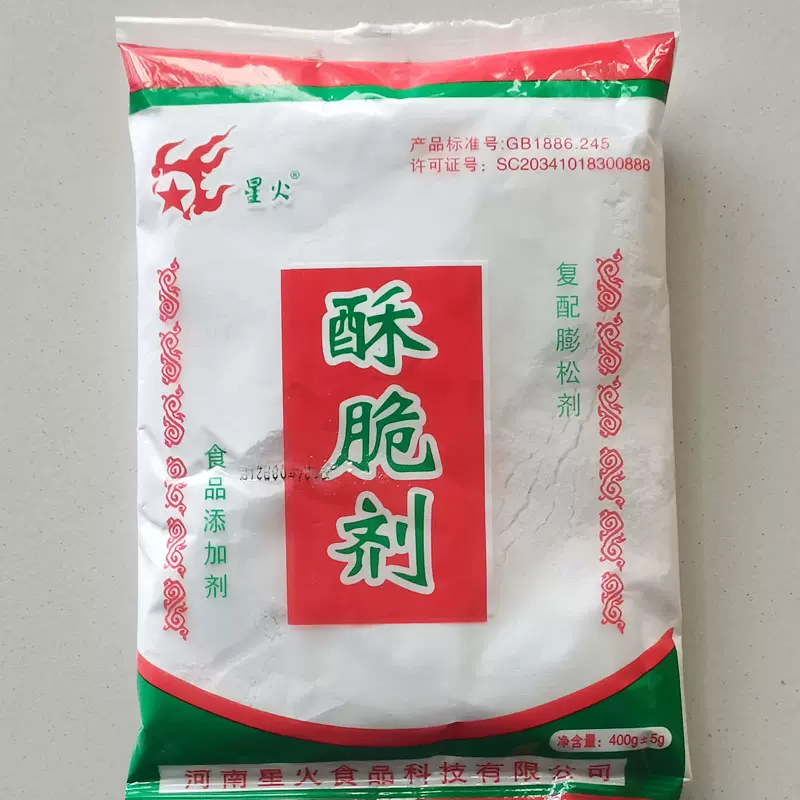 星火®
产品标准号:GB1886.245
许可证号：SC20341018300888
酥脆剂
复配膨松剂
食品添加剂
净含量：400g±5g
河南星火食品科技有限公司